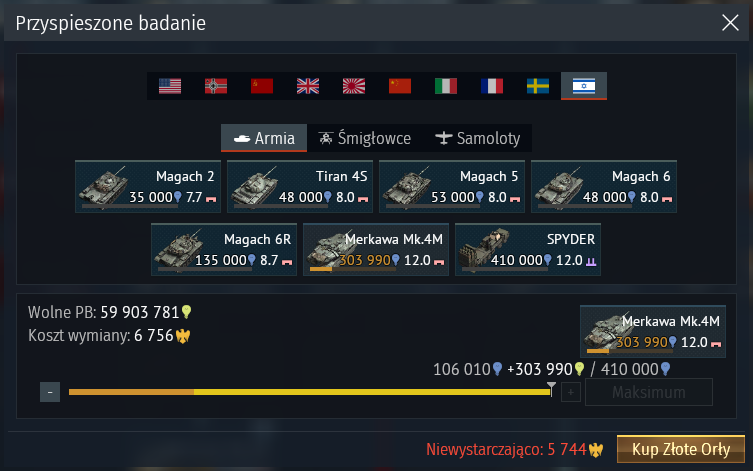 Przyspieszone badanie
Armia Śmigłowce Samoloty
Magach 2 Tiran 4S Magach 5 Magach 6
35 000 7.7 48 000 8.0 53 000 8.0 48 000 8.0
Magach 6R Merkawa Mk.4M SPYDER
135 000 8.7 303 990 12.0 410 000 12.0
Wolne PB: 59 903 781
Koszt wymiany: 6 756
Merkawa Mk.4M
303 990 12.0
106 010 +303 990 / 410 000
- + Maksimum
Niewystarczająco: 5 744 Kup Złote Orły